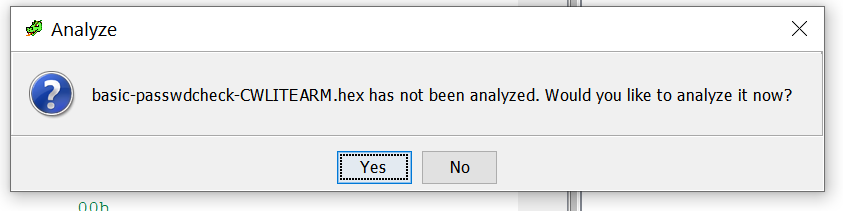 Analyze
basic-passwdcheck-CWLITEARM.hex has not been analyzed. Would you like to analyze it now?
Yes
No
00h